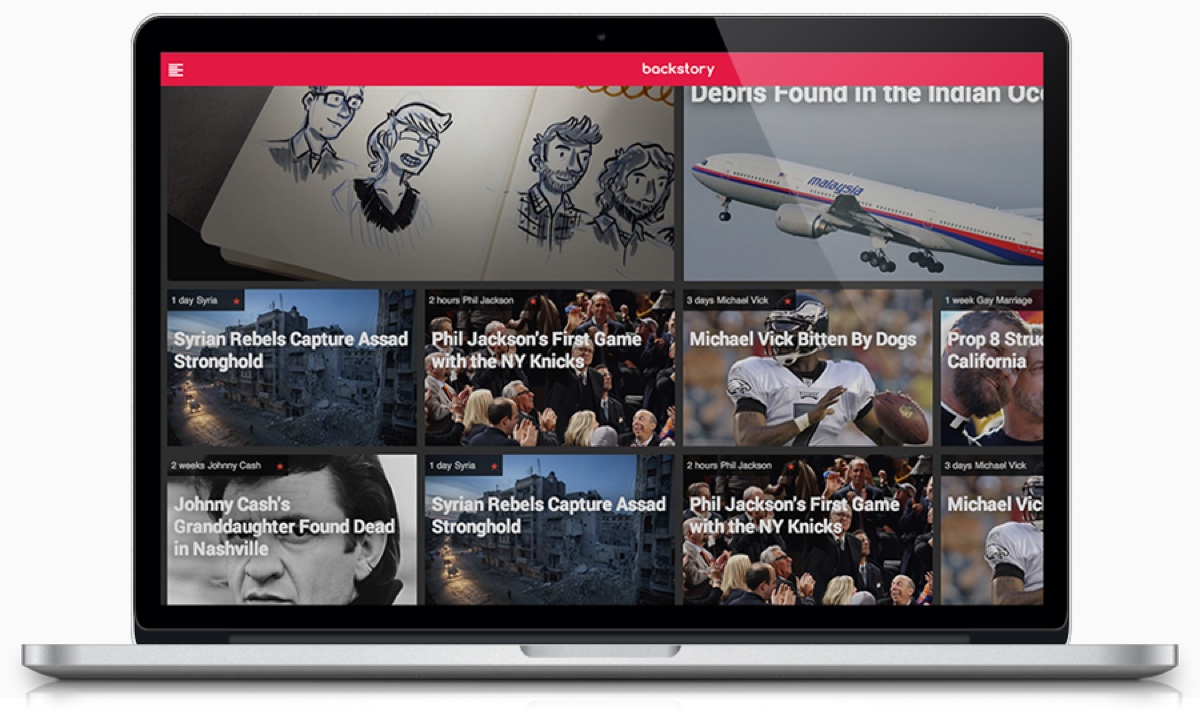 backstory
Debris Found in the Indian
malaysia
1 day Syria
Syrian Rebels Capture Assad
Stronghold
2 hours Phil Jackson
Phil Jackson's First Game
with the NY Knicks
3 days Michael Vick
Michael Vick Bitten By Dogs
1 week Gay Marriage
Prop 8 Struc
California
2 weeks Johnny Cash
Johnny Cash's
Granddaughter Found Dead
in Nashville
1 day Syria
Syrian Rebels Capture Assad
Stronghold
2 hours Phil Jackson
Phil Jackson's First Game
with the NY Knicks
3 days Michael Vick
Michael Vic